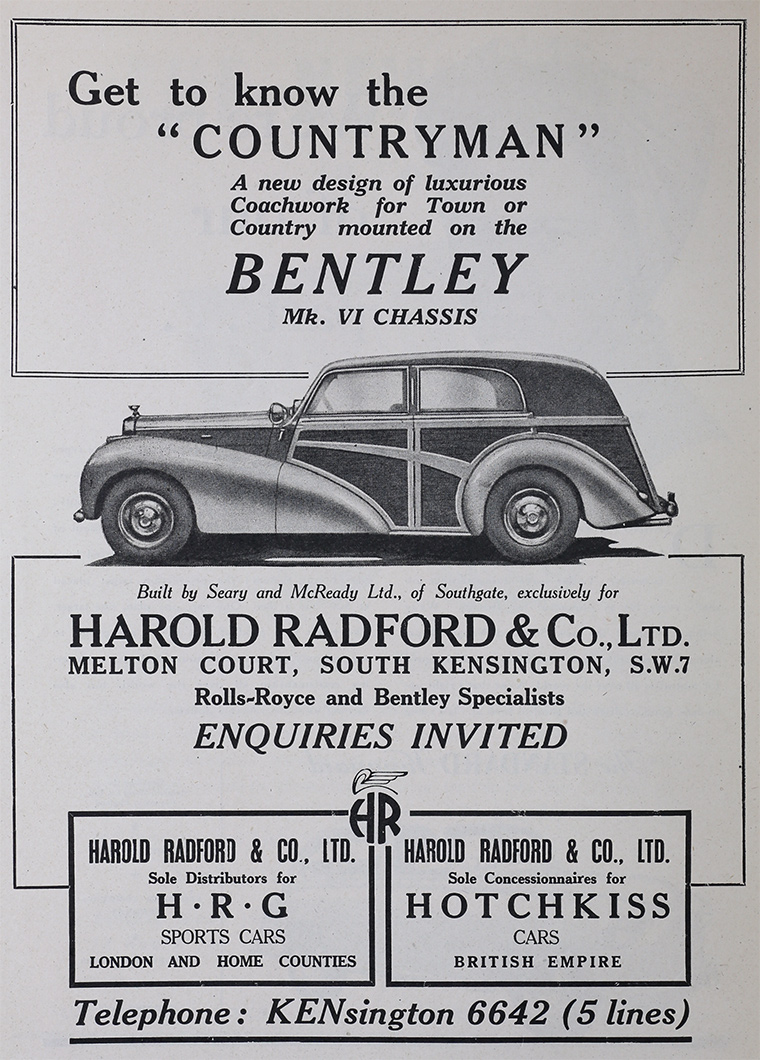 Get to know the
"COUNTRYMAN"
A new design of luxurious
Coachwork for Town or
Country mounted on the
BENTLEY
Mk. VI CHASSIS
Built by Seary and McReady Ltd., of Southgate, exclusively for
HAROLD RADFORD & Co., LTD.
MELTON COURT, SOUTH KENSINGTON, S.W.7
Rolls-Royce and Bentley Specialists
ENQUIRIES INVITED
HR
HAROLD RADFORD & CO., LTD.
Sole Distributors for
H·R·G
SPORTS CARS
LONDON AND HOME COUNTIES
HAROLD RADFORD & CO., LTD.
Sole Concessionnaires for
HOTCHKISS
CARS
BRITISH EMPIRE
Telephone: KENsington 6642 (5 lines)